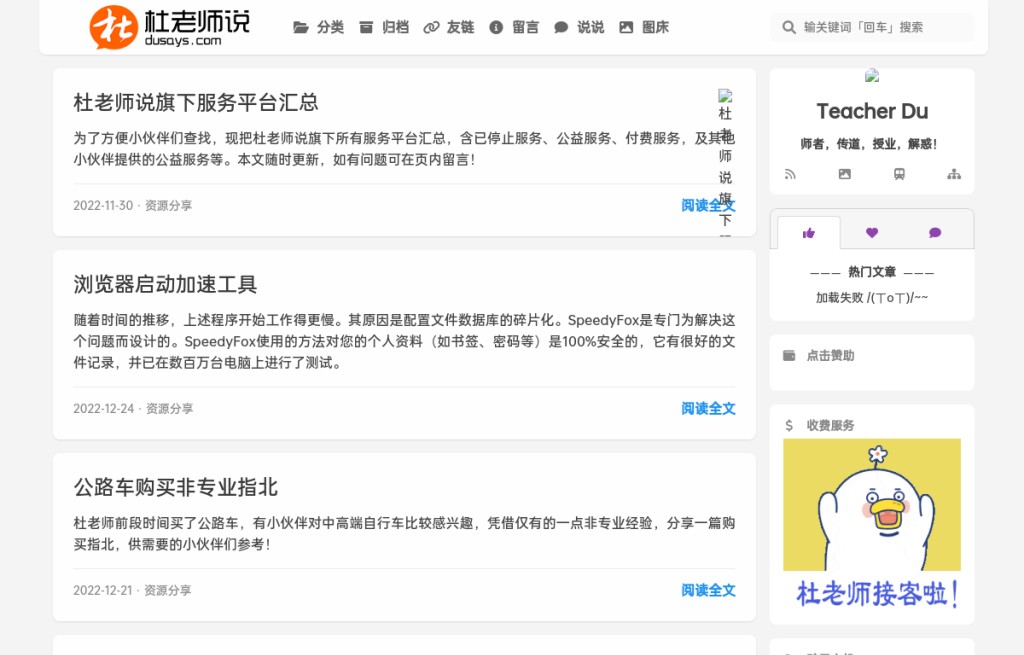 杜老师说
dusays.com
分类 归档 友链 留言 说说 图床
输关键词「回车」搜索
杜老师说旗下服务平台汇总
为了方便小伙伴们查找，现把杜老师说旗下所有服务平台汇总，含已停止服务、公益服务、付费服务，及其他
小伙伴提供的公益服务等。本文随时更新，如有问题可在页内留言！
2022-11-30 · 资源分享
阅读全文
杜
老
师
说
旗
下
浏览器启动加速工具
随着时间的推移，上述程序开始工作得更慢。其原因是配置文件数据库的碎片化。SpeedyFox是专门为解决这
个问题而设计的。SpeedyFox使用的方法对您的个人资料（如书签、密码等）是100%安全的，它有很好的文
件记录，并已在数百万台电脑上进行了测试。
2022-12-24 · 资源分享
阅读全文
公路车购买非专业指北
杜老师前段时间买了公路车，有小伙伴对中高端自行车比较感兴趣，凭借仅有的一点非专业经验，分享一篇购
买指北，供需要的小伙伴们参考！
2022-12-21 · 资源分享
阅读全文
Teacher Du
师者，传道，授业，解惑！
——— 热门文章 ———
加载失败 /(ㄒoㄒ)/~~
点击赞助
收费服务
杜老师接客啦！